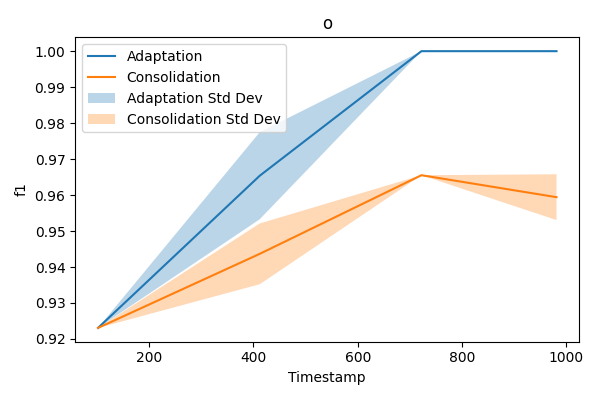 o
Adaptation
Consolidation
Adaptation Std Dev
Consolidation Std Dev
1.00
0.99
0.98
0.97
0.96
0.95
0.94
0.93
0.92
f1
200
400
600
800
1000
Timestamp